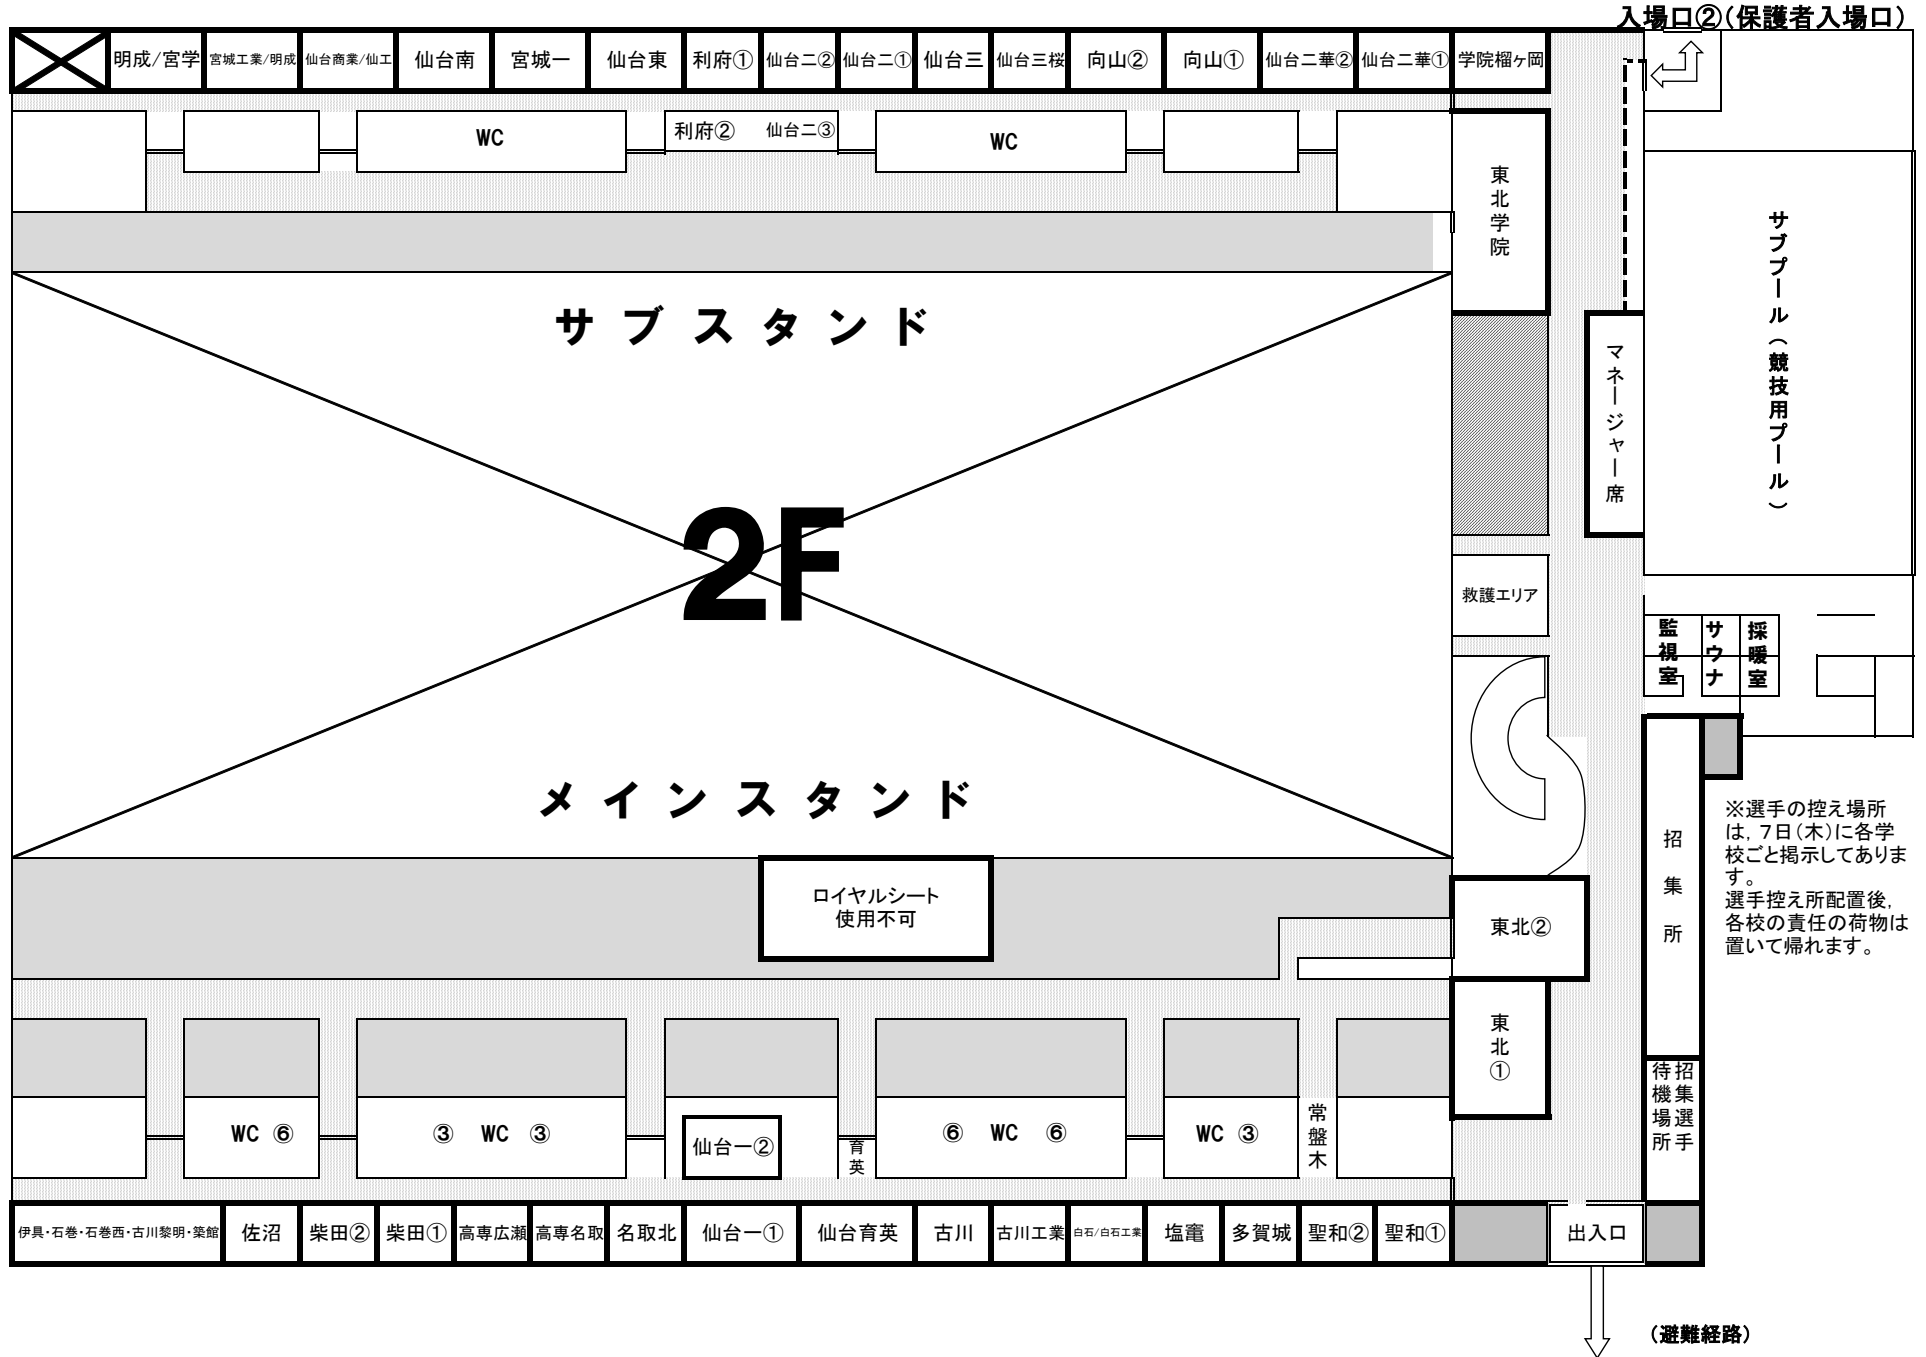 入場口②(保護者入場口)
明成/宮学
宮城工業/明成
仙台商業/仙工
仙台南
宮城一
仙台東
利府①
仙台二②
仙台二①
仙台三
仙台三桜
向山②
向山①
仙台二華②
仙台二華①
学院榴ヶ岡
WC
利府②
仙台二③
WC
東北学院
サブプール(競技用プール)
サブスタンド
マネージャー席
2F
救護エリア
監視室
サウナ
採暖室
メインスタンド
※選手の控え場所
は，7日(木)に各学
校ごと掲示してありま
す。
選手控え所配置後，
各校の責任の荷物は
置いて帰れます。
招集所
ロイヤルシート
使用不可
東北②
東北①
招集選手
待機場所
WC ⑥
③ WC ③
仙台一②
育英
⑥ WC ⑥
WC ③
常盤木
伊具・石巻・石巻西・古川黎明・築館
佐沼
柴田②
柴田①
高専広瀬
高専名取
名取北
仙台一①
仙台育英
古川
古川工業
白石/白石工業
塩竈
多賀城
聖和②
聖和①
出入口
(避難経路)